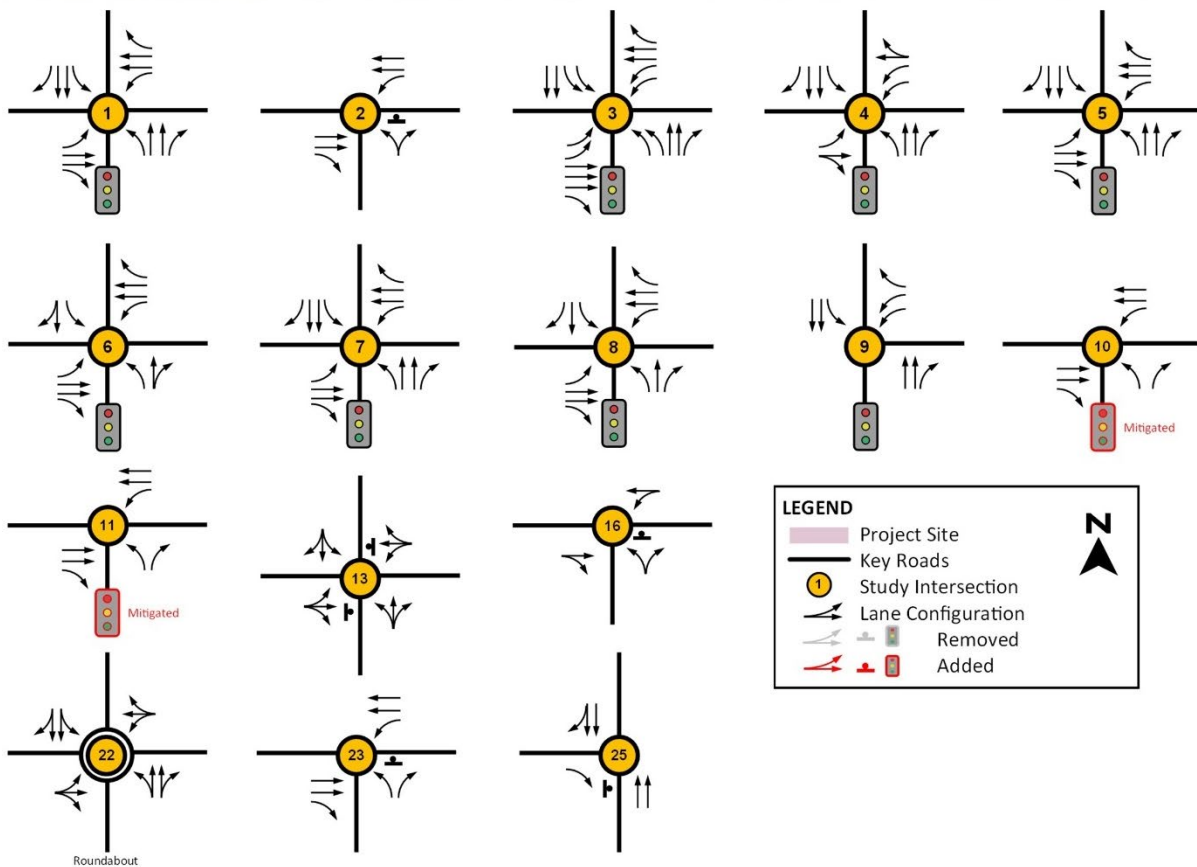 1
2
3
4
5
6
7
8
9
10
Mitigated
11
Mitigated
13
16
LEGEND
N
Project Site
Key Roads
1 Study Intersection
Lane Configuration
Removed
Added
22
Roundabout
23
25